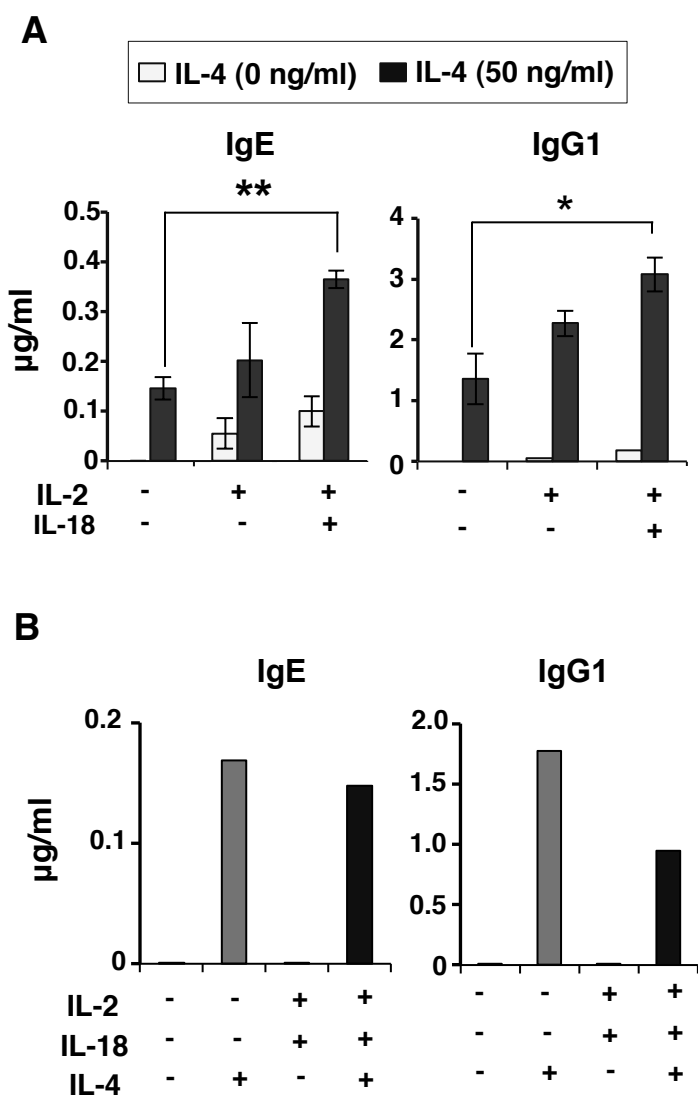 A
IL-4 (0 ng/ml) IL-4 (50 ng/ml)
IgE IgG1
** *
µg/ml
0.5
0.4
0.3
0.2
0.1
0
4
3
2
1
0
IL-2 - + + - + +
IL-18 - - + - - +
B
IgE IgG1
µg/ml
0.2
0.1
0
2.0
1.5
1.0
0.5
0
IL-2 - - + + - - + +
IL-18 - - + + - - + +
IL-4 - + - + - + - +